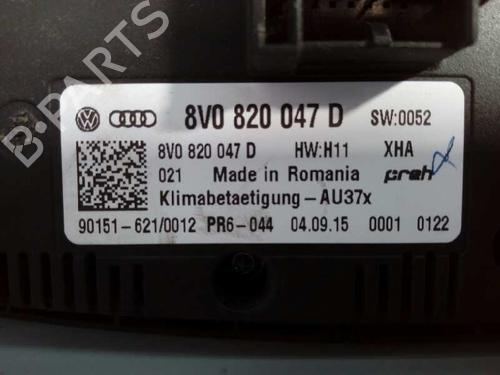 B-PARTS
8V0 820 047 D SW:0052
8V0 820 047 D HW:H11 XHA
021 Made in Romania preh
Klimabetaetigung-AU37x
90151-621/0012 PR6-044 04.09.15 0001 0122